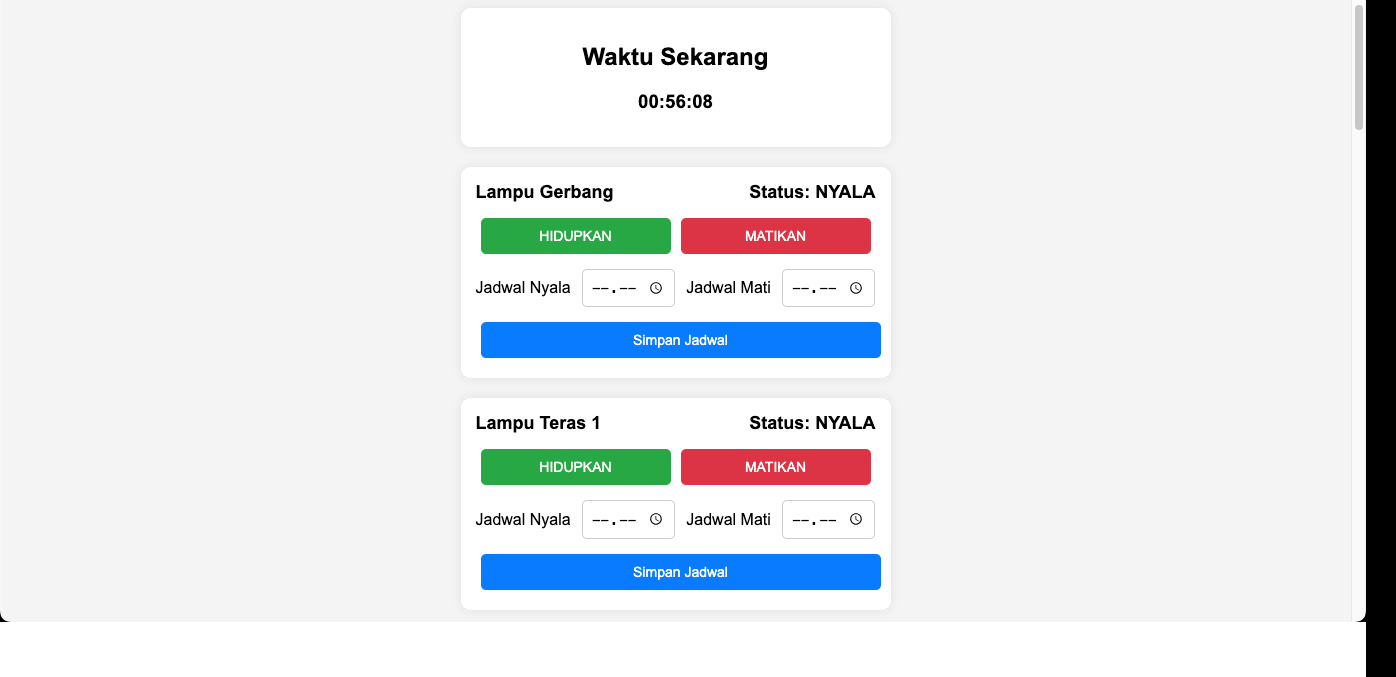 Waktu Sekarang
00:56:08
Lampu Gerbang Status: NYALA
HIDUPKAN MATIKAN
Jadwal Nyala --.-- Jadwal Mati --.--
Simpan Jadwal
Lampu Teras 1 Status: NYALA
HIDUPKAN MATIKAN
Jadwal Nyala --.-- Jadwal Mati --.--
Simpan Jadwal